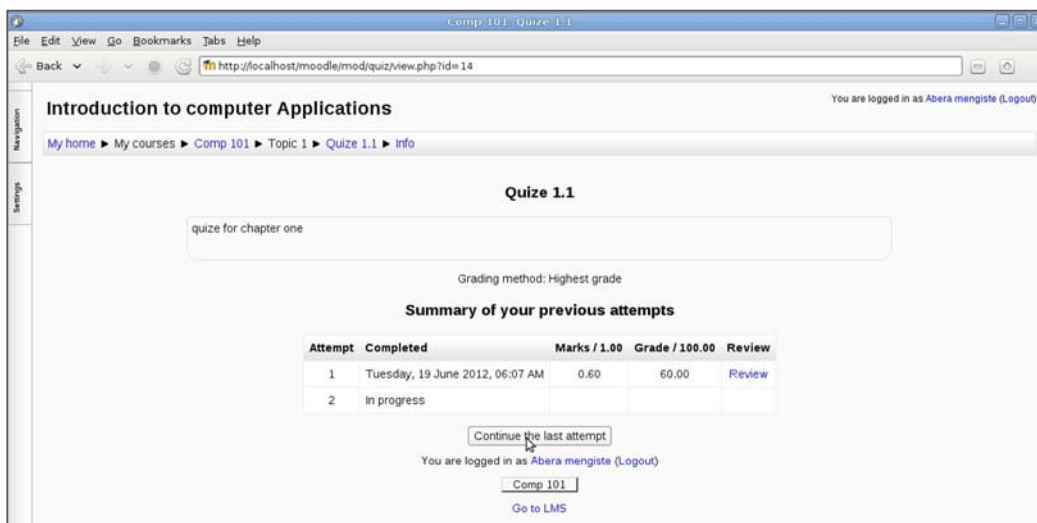 Comp 101: Quize 1.1
File Edit View Go Bookmarks Tabs Help
Back http://localhost/moodle/mod/quiz/view.php?id=14
Navigation
Settings
Introduction to computer Applications
You are logged in as Abera mengiste (Logout)
My home ► My courses ► Comp 101 ► Topic 1 ► Quize 1.1 ► Info
Quize 1.1
quize for chapter one
Grading method: Highest grade
Summary of your previous attempts
Attempt Completed Marks / 1.00 Grade / 100.00 Review
1 Tuesday, 19 June 2012, 06:07 AM 0.60 60.00 Review
2 In progress
Continue the last attempt
You are logged in as Abera mengiste (Logout)
Comp 101
Go to LMS